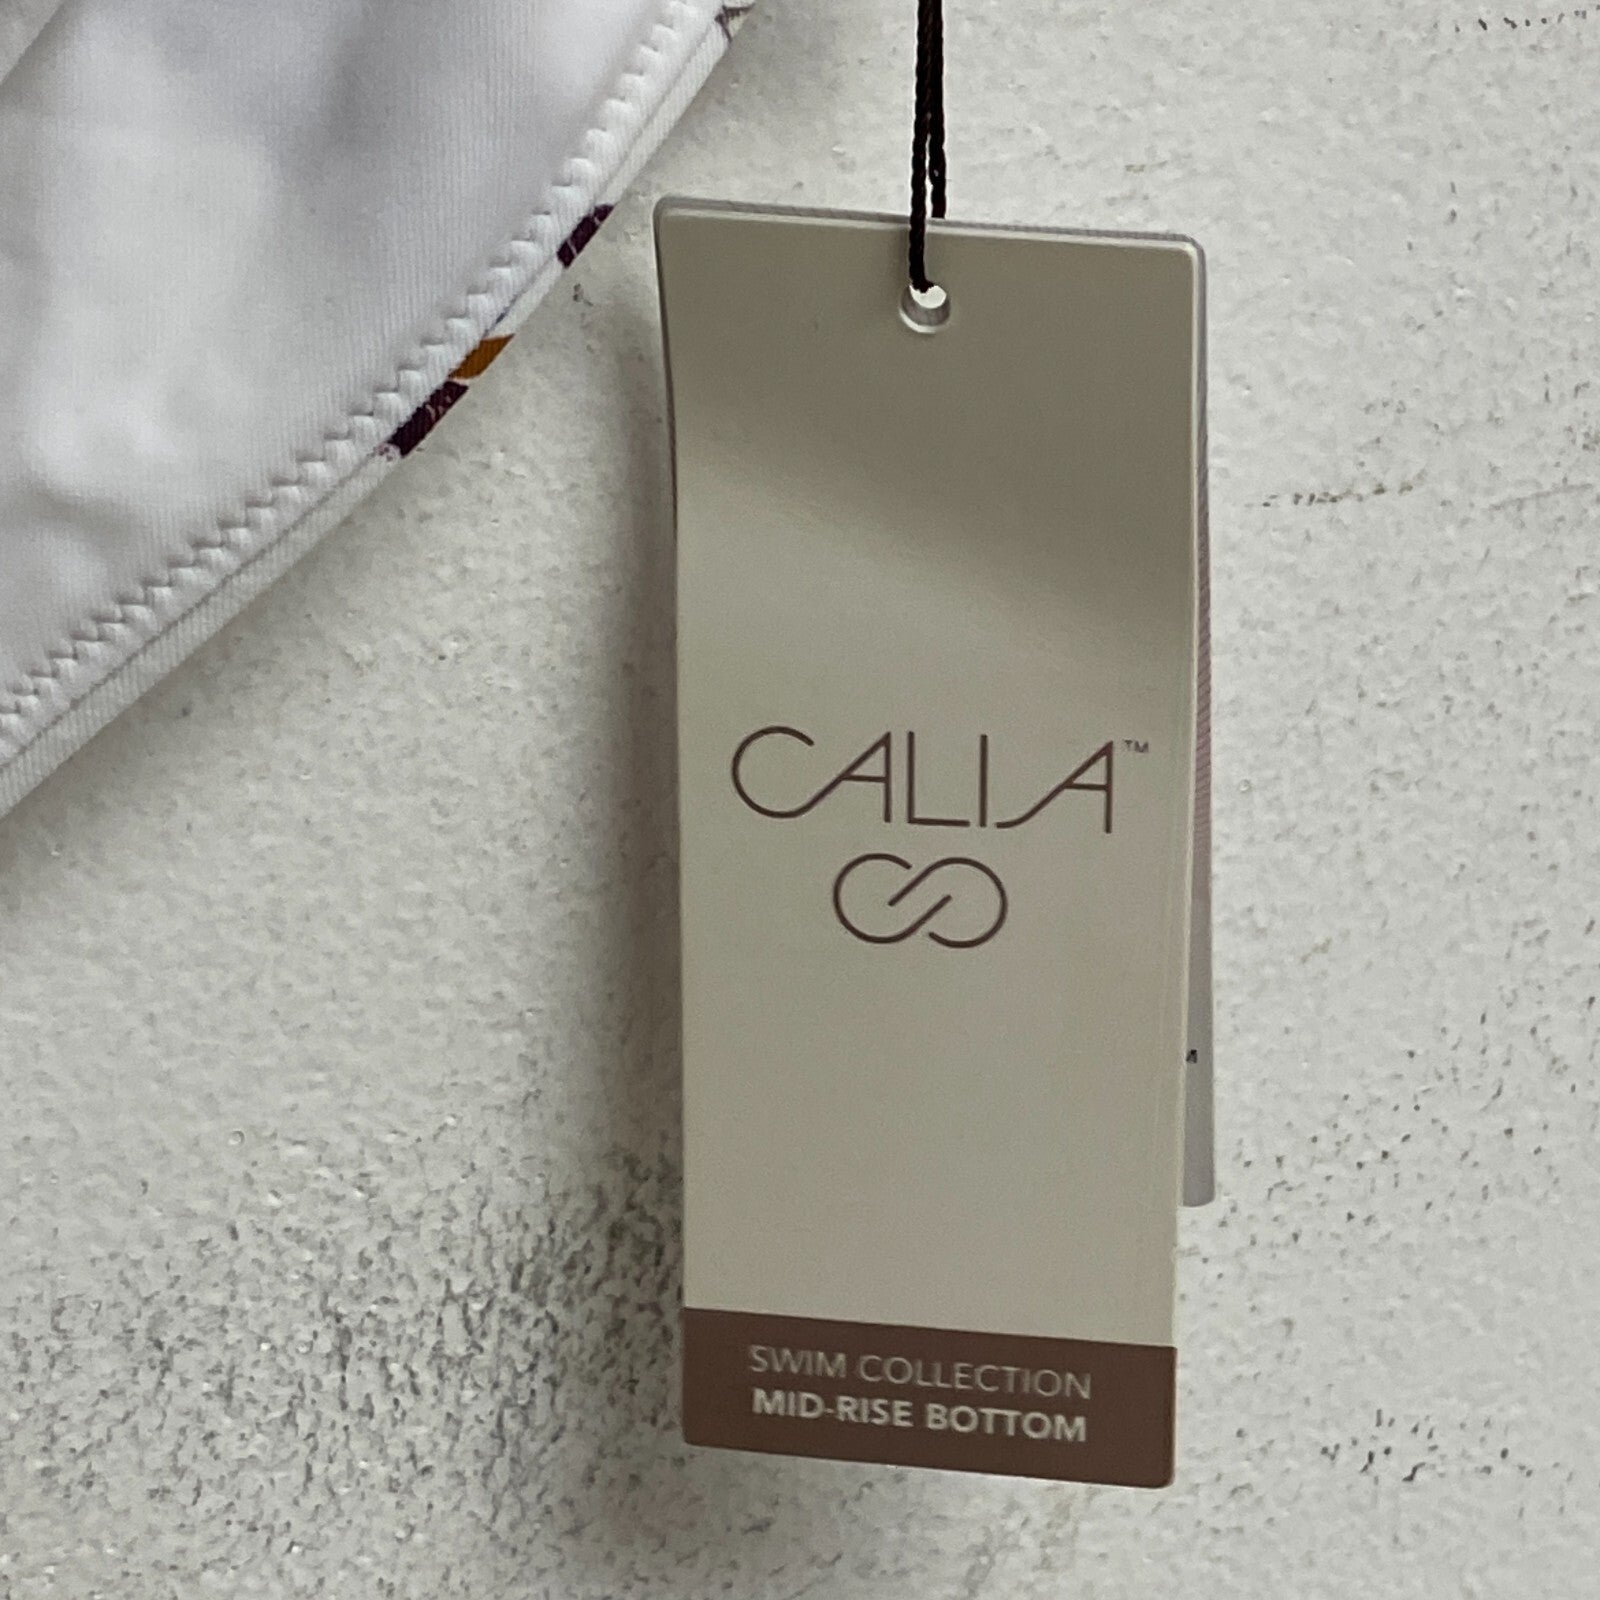 CALIA™
SWIM COLLECTION
MID-RISE BOTTOM